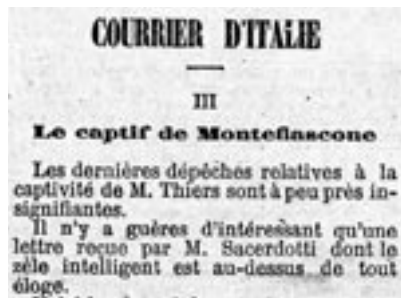 COURRIER D'ITALIE
III
Le captif de Montefiascone
Les dernières dépêches relatives à la
captivité de M. Thiers sont à peu près in-
signifiantes.
Il n'y a guères d'intéressant qu'une
lettre reçue par M. Sacerdotti dont le
zèle intelligent est au-dessus de tout
éloge.